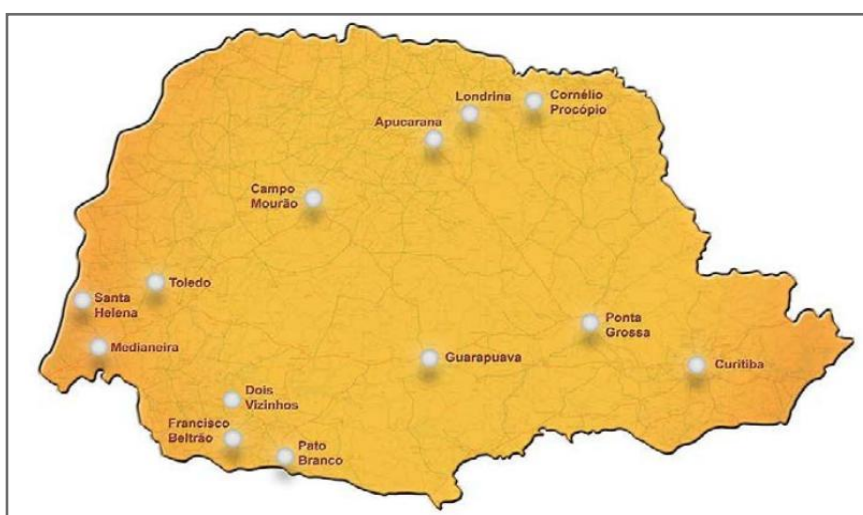 Londrina
Cornélio
Procópio
Apucarana
Campo
Mourão
Toledo
Santa
Helena
Ponta
Grossa
Medianeira
Guarapuava
Curitiba
Dois
Vizinhos
Francisco
Beltrão
Pato
Branco